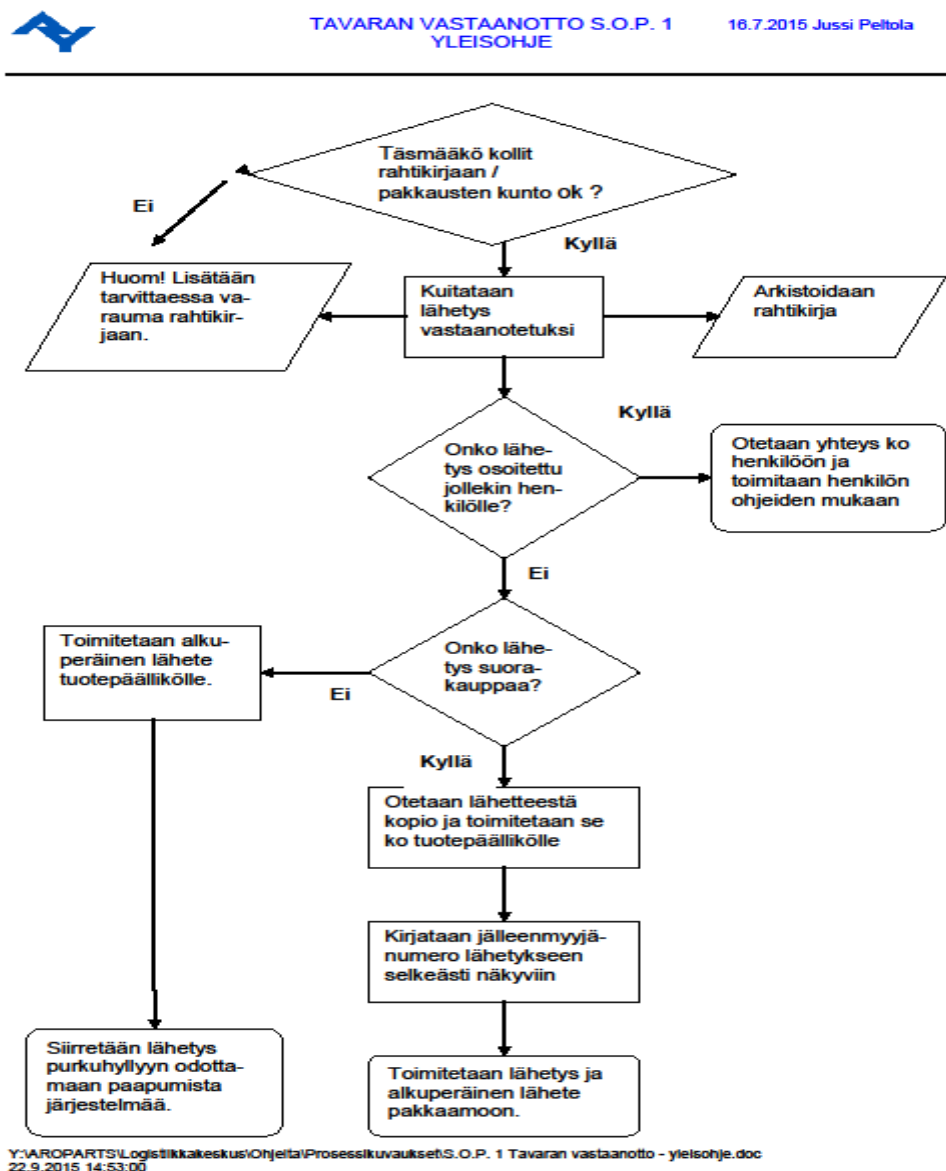 TAVARAN VASTAANOTTO S.O.P. 1
YLEISOHJE
16.7.2015 Jussi Peltola
Täsmääkö kollit
rahtikirjaan /
pakkausten kunto ok ?
Ei
Kyllä
Huom! Lisätään
tarvittaessa va-
rauma rahtikir-
jaan.
Kuitataan
lähetys
vastaanotetuksi
Arkistoidaan
rahtikirja
Kyllä
Onko lähe-
tys osoitettu
jollekin hen-
kilölle?
Otetaan yhteys ko
henkilöön ja
toimitaan henkilön
ohjeiden mukaan
Ei
Onko lähe-
tys suora-
kauppaa?
Toimitetaan alku-
peräinen lähete
tuotepäällikölle.
Ei
Kyllä
Otetaan lähetteestä
kopio ja toimitetaan se
ko tuotepäällikölle
Kirjataan jälleenmyyjä-
numero lähetykseen
selkeästi näkyviin
Siirretään lähetys
purkuhyllyyn odotta-
maan paapumista
järjestelmää.
Toimitetaan lähetys ja
alkuperäinen lähete
pakkaamoon.
Y:\AROPARTS\Logistiikkakeskus\Ohjeita\Prosessikuvaukset\S.O.P. 1 Tavaran vastaanotto - yleisohje.doc
22.9.2015 14:53:00